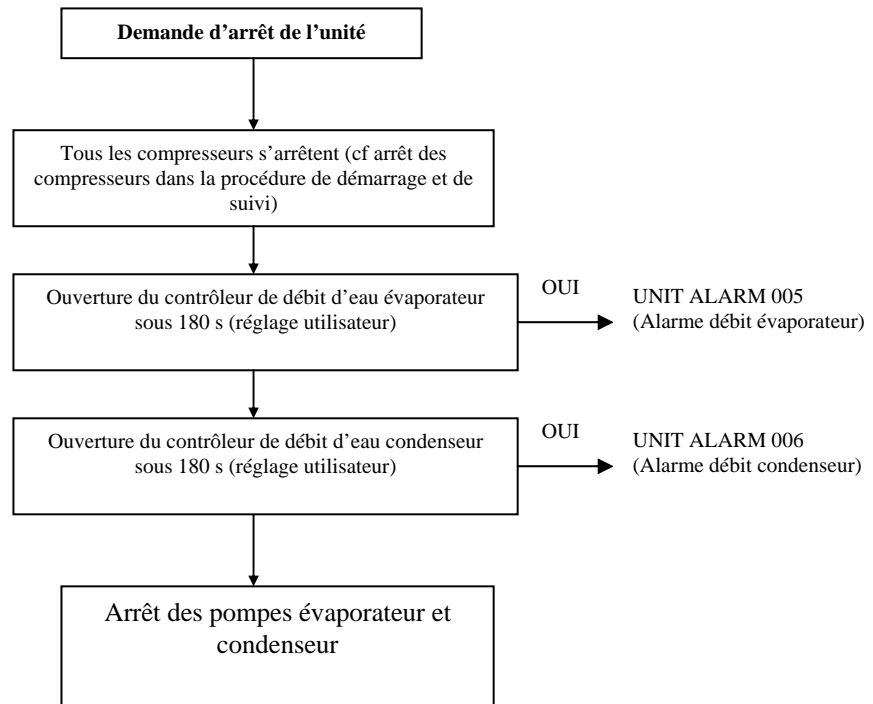 Demande d'arrêt de l'unité
Tous les compresseurs s'arrêtent (cf arrêt des
compresseurs dans la procédure de démarrage et de
suivi)
Ouverture du contrôleur de débit d'eau évaporateur
sous 180 s (réglage utilisateur)
OUI
UNIT ALARM 005
(Alarme débit évaporateur)
Ouverture du contrôleur de débit d'eau condenseur
sous 180 s (réglage utilisateur)
OUI
UNIT ALARM 006
(Alarme débit condenseur)
Arrêt des pompes évaporateur et
condenseur